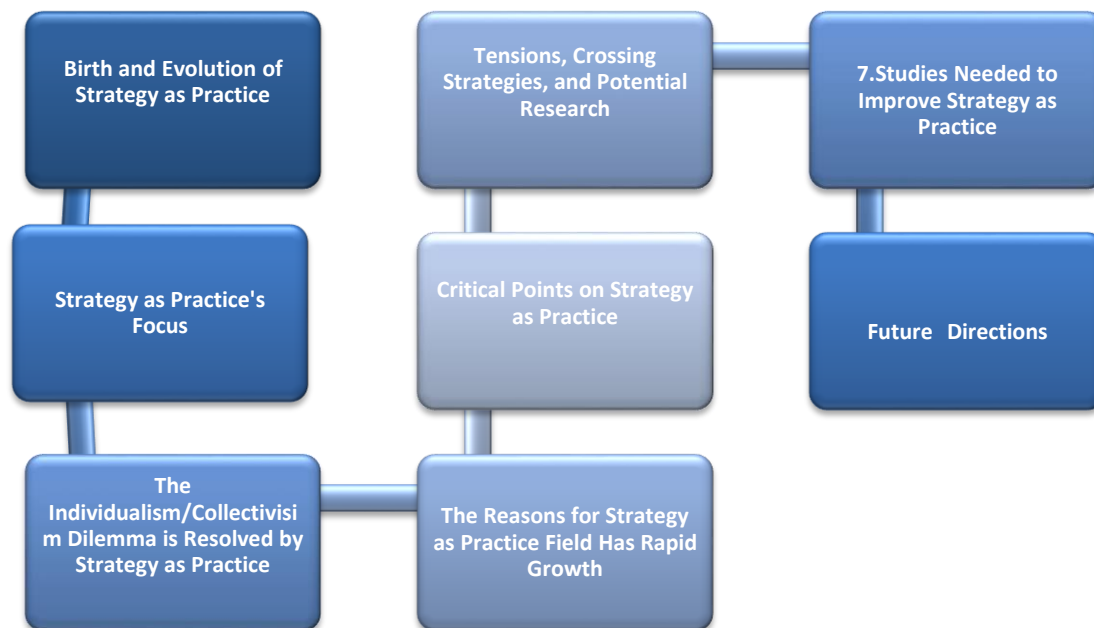 Birth and Evolution of
Strategy as Practice
Strategy as Practice's
Focus
The
Individualism/Collectivisi
m Dilemma is Resolved by
Strategy as Practice
The Reasons for Strategy
as Practice Field Has Rapid
Growth
Critical Points on Strategy
as Practice
Tensions, Crossing
Strategies, and Potential
Research
7.Studies Needed to
Improve Strategy as
Practice
Future Directions